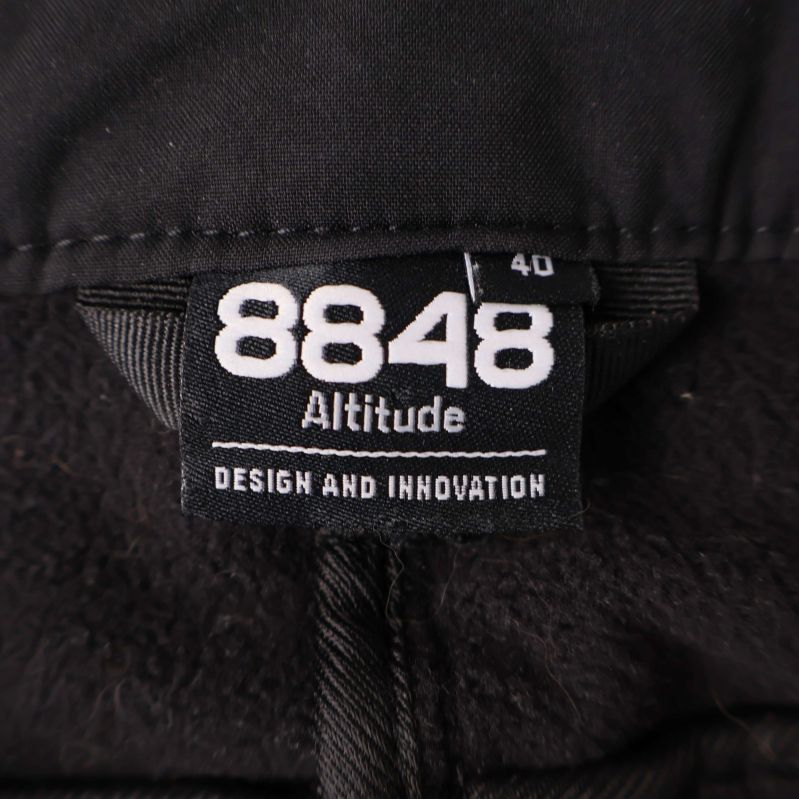 40
8848
Altitude
DESIGN AND INNOVATION